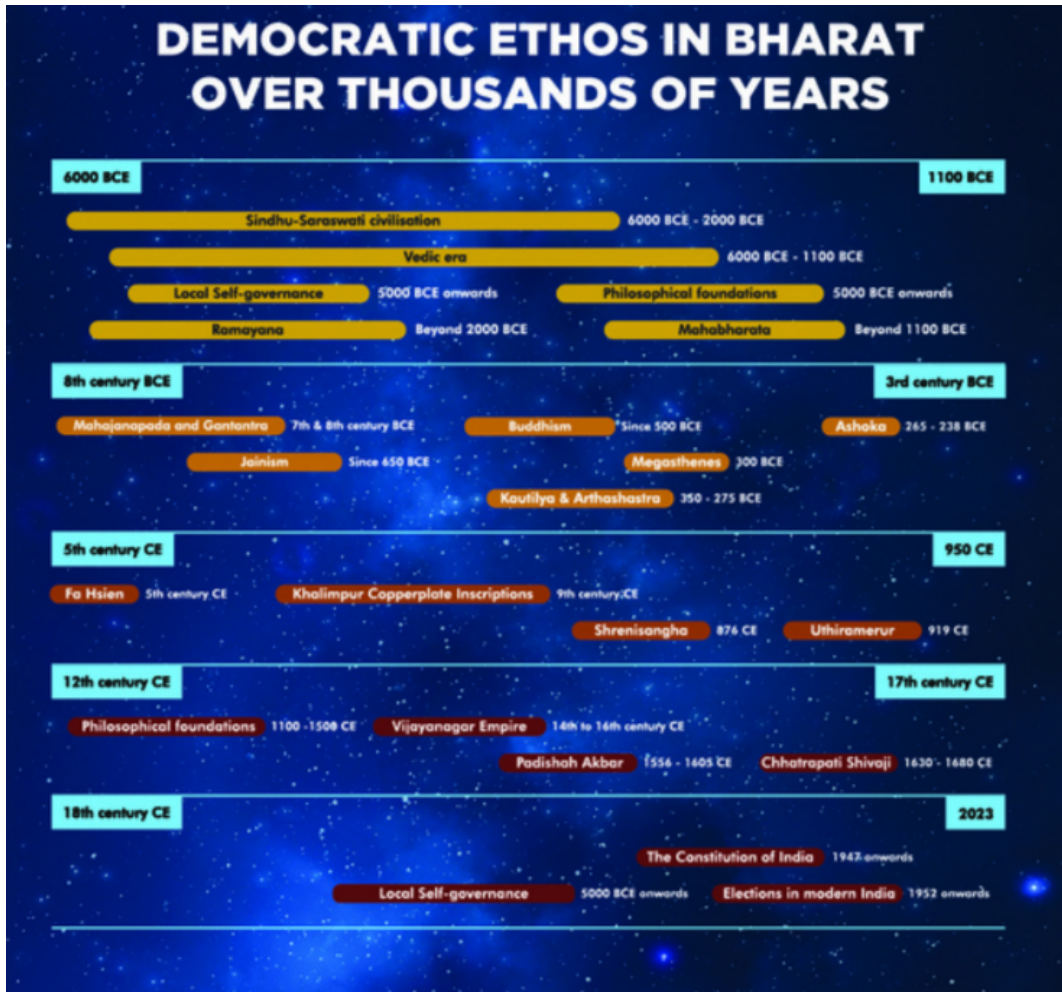 DEMOCRATIC ETHOS IN BHARAT
OVER THOUSANDS OF YEARS
6000 BCE 1100 BCE
Sindhu-Saraswati civilisation 6000 BCE - 2000 BCE
Vedic era 6000 BCE - 1100 BCE
Local Self-governance 5000 BCE onwards Philosophical foundations 5000 BCE onwards
Ramayana Beyond 2000 BCE Mahabharata Beyond 1100 BCE
8th century BCE 3rd century BCE
Mahajanapada and Gantantra 7th & 8th century BCE Buddhism Since 500 BCE Ashoka 265 - 238 BCE
Jainism Since 650 BCE Megasthenes 300 BCE
Kautilya & Arthashastra 350 - 275 BCE
5th century CE 950 CE
Fa Hsien 5th century CE Khalimpur Copperplate Inscriptions 9th century CE
Shrenisangha 876 CE Uthiramerur 919 CE
12th century CE 17th century CE
Philosophical foundations 1100 -1500 CE Vijayanagar Empire 14th to 16th century CE
Padishah Akbar 1556 - 1605 CE Chhatrapati Shivaji 1630 - 1680 CE
18th century CE 2023
The Constitution of India 1947 onwards
Local Self-governance 5000 BCE onwards Elections in modern India 1952 onwards